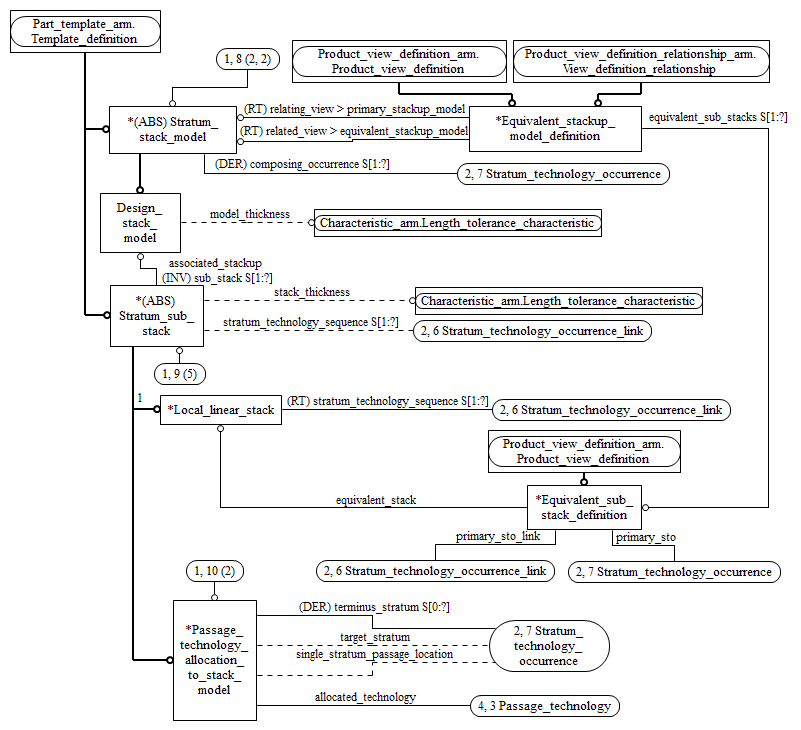 Part_template_arm.
Template_definition
1, 8 (2, 2)
Product_view_definition_arm.
Product_view_definition
Product_view_definition_relationship_arm.
View_definition_relationship
*(ABS) Stratum_
stack_model
(RT) relating_view > primary_stackup_model
(RT) related_view > equivalent_stackup_model
*Equivalent_stackup_
model_definition
equivalent_sub_stacks S[1:?]
(DER) composing_occurrence S[1:?]
2, 7 Stratum_technology_occurrence
Design_
stack_
model
model_thickness
Characteristic_arm.Length_tolerance_characteristic
associated_stackup
(INV) sub_stack S[1:?]
*(ABS)
Stratum_sub_
stack
stack_thickness
Characteristic_arm.Length_tolerance_characteristic
stratum_technology_sequence S[1:?]
2, 6 Stratum_technology_occurrence_link
1, 9 (5)
1
*Local_linear_stack
(RT) stratum_technology_sequence S[1:?]
2, 6 Stratum_technology_occurrence_link
Product_view_definition_arm.
Product_view_definition
equivalent_stack
*Equivalent_sub_
stack_definition
primary_sto_link
primary_sto
2, 6 Stratum_technology_occurrence_link
2, 7 Stratum_technology_occurrence
1, 10 (2)
*Passage_
technology_
allocation_
to_stack_
model
(DER) terminus_stratum S[0:?]
target_stratum
single_stratum_passage_location
2, 7 Stratum_
technology_
occurrence
allocated_technology
4, 3 Passage_technology